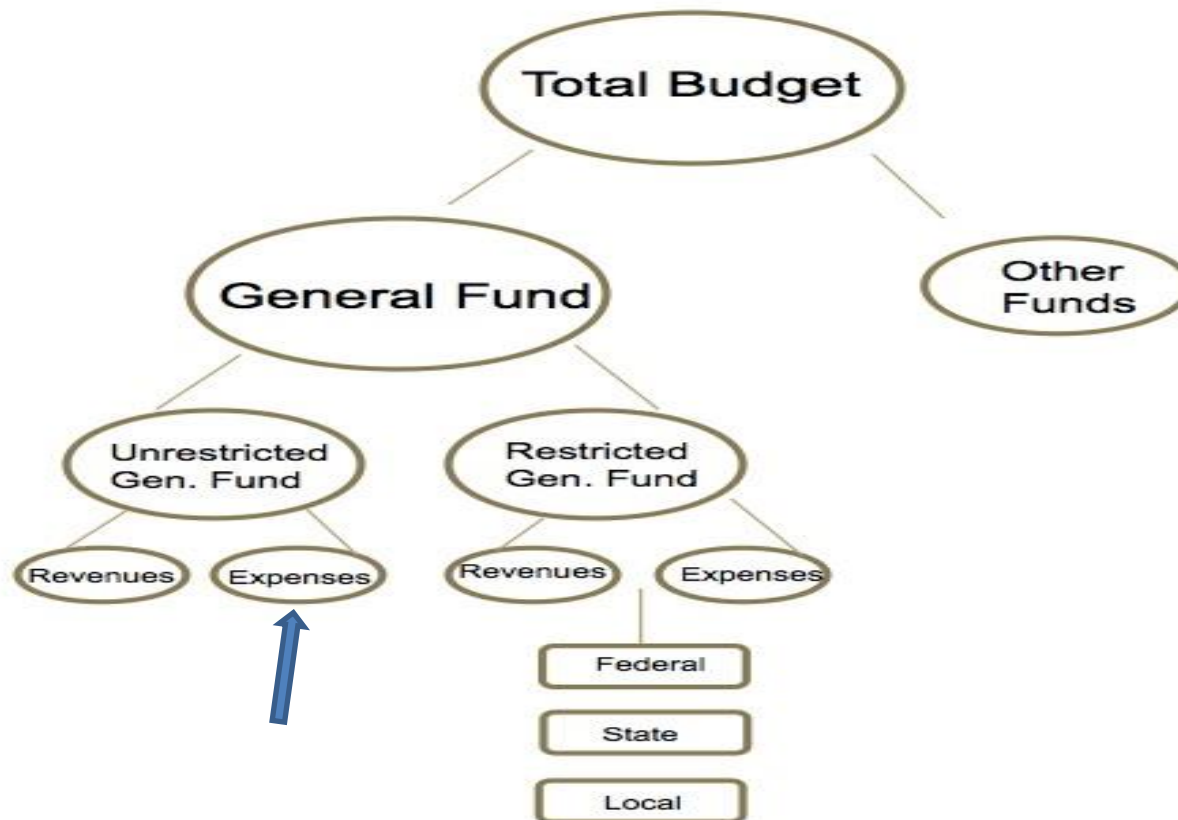 Total Budget
General Fund
Other
Funds
Unrestricted
Gen. Fund
Restricted
Gen. Fund
Revenues
Expenses
Revenues
Expenses
Federal
State
Local